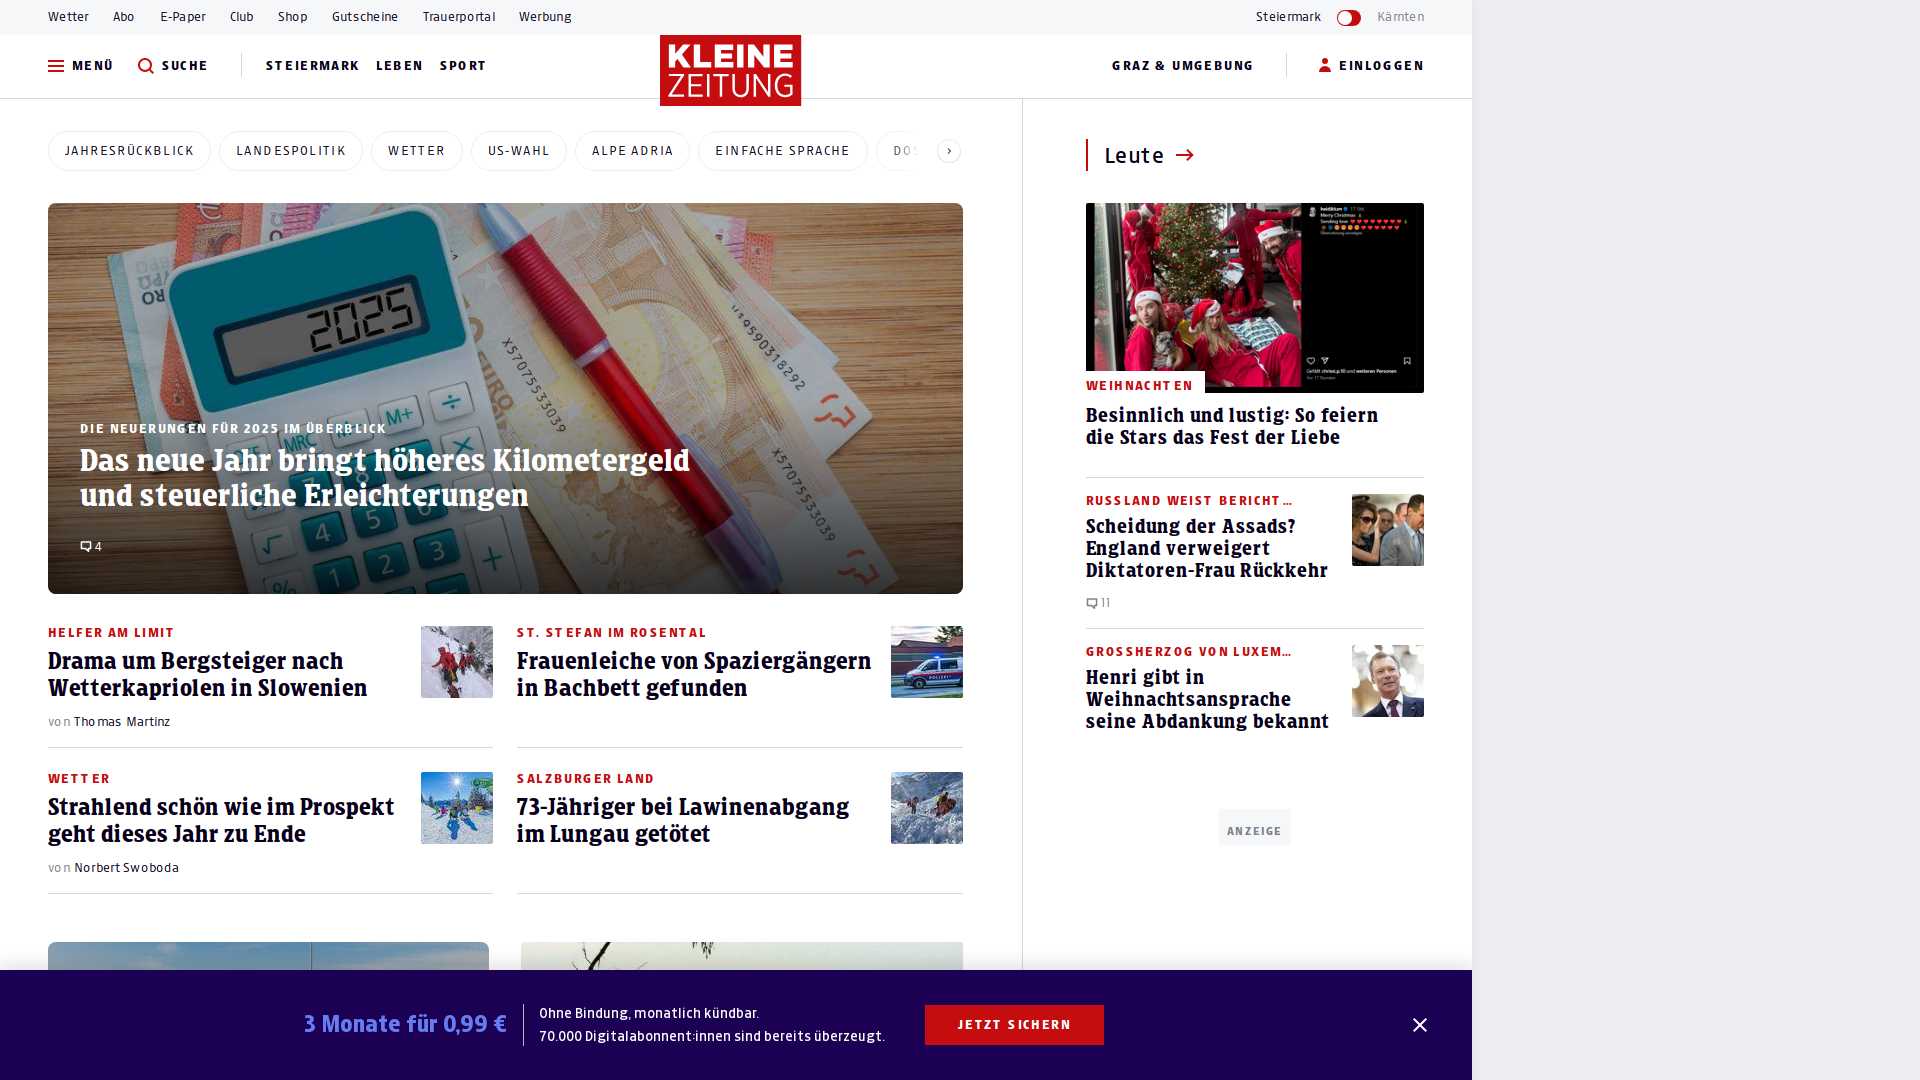 Wetter Abo E-Paper Club Shop Gutscheine Trauerportal Werbung
Steiermark Kärnten
MENÜ SUCHE STEIERMARK LEBEN SPORT
KLEINE
ZEITUNG
GRAZ & UMGEBUNG EINLOGGEN
JAHRESRÜCKBLICK LANDESPOLITIK WETTER US-WAHL ALPE ADRIA EINFACHE SPRACHE
2025
X57075533039
X19590318292
X57075533039
DIE NEUERUNGEN FÜR 2025 IM ÜBERBLICK
Das neue Jahr bringt höheres Kilometergeld
und steuerliche Erleichterungen
4
HELFER AM LIMIT
Drama um Bergsteiger nach
Wetterkapriolen in Slowenien
von Thomas Martinz
ST. STEFAN IM ROSENTAL
Frauenleiche von Spaziergängern
in Bachbett gefunden
WETTER
Strahlend schön wie im Prospekt
geht dieses Jahr zu Ende
von Norbert Swoboda
SALZBURGER LAND
73-Jähriger bei Lawinenabgang
im Lungau getötet
Leute
WEIHNACHTEN
Besinnlich und lustig: So feiern
die Stars das Fest der Liebe
RUSSLAND WEIST BERICHT…
Scheidung der Assads?
England verweigert
Diktatoren-Frau Rückkehr
11
GROSSHERZOG VON LUXEM…
Henri gibt in
Weihnachtsansprache
seine Abdankung bekannt
ANZEIGE
3 Monate für 0,99 €
Ohne Bindung, monatlich kündbar.
70.000 Digitalabonnent:innen sind bereits überzeugt.
JETZT SICHERN